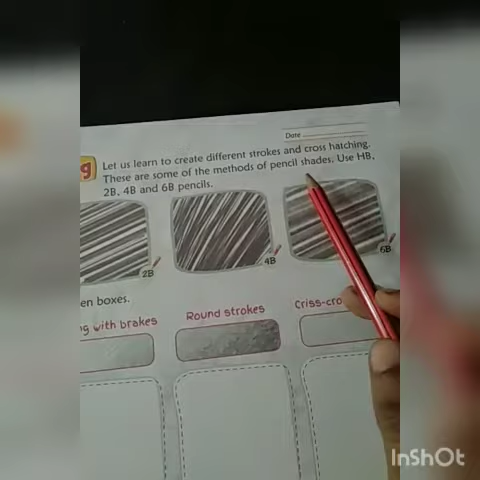 Date
g Let us learn to create different strokes and cross hatching.
These are some of the methods of pencil shades. Use HB,
2B, 4B and 6B pencils.
2B 4B 6B
en boxes.
g with brakes Round strokes Criss-cro
InShOt